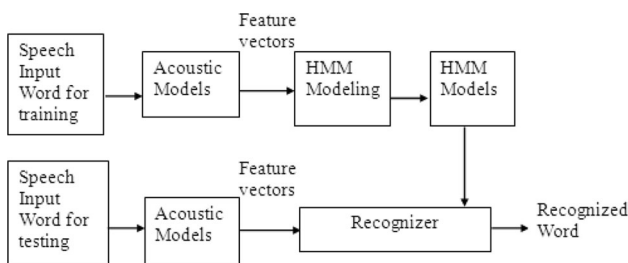 Speech
Input
Word for
training
Acoustic
Models
Feature
vectors
HMM
Modeling
HMM
Models
Speech
Input
Word for
testing
Acoustic
Models
Feature
vectors
Recognizer
Recognized
Word